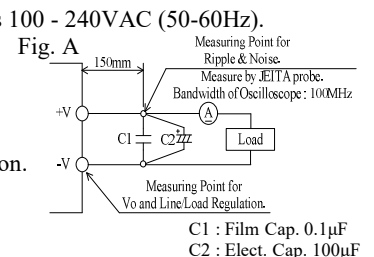 s 100 - 240VAC (50-60Hz).
Fig. A
Measuring Point for
Ripple & Noise.
150mm
Measure by JEITA probe.
Bandwidth of Oscilloscope : 100MHz
+V
A
C1
C2
Load
on.
-V
Measuring Point for
Vo and Line/Load Regulation.
C1 : Film Cap. 0.1µF
C2 : Elect. Cap. 100µF